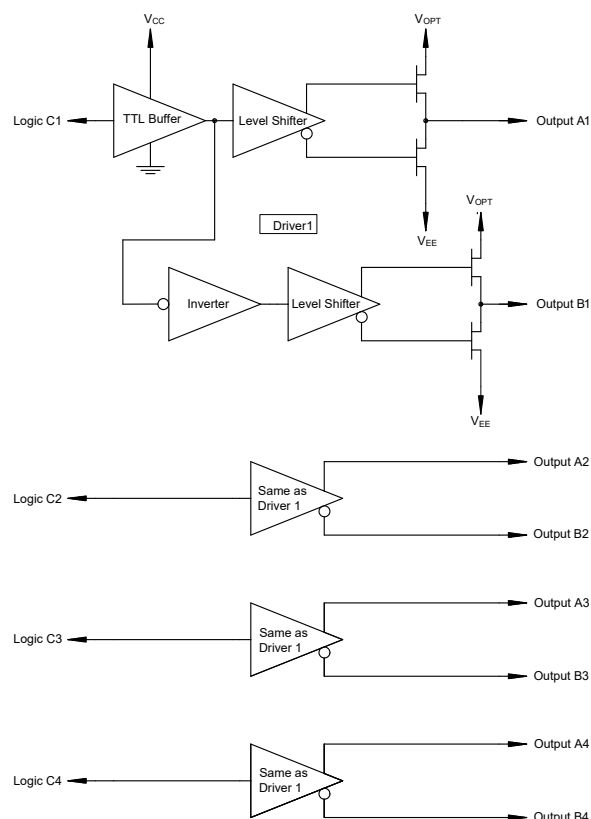 VCC
VOPT
Logic C1
TTL Buffer
Level Shifter
Output A1
Driver1
VEE
VOPT
Inverter
Level Shifter
Output B1
VEE
Output A2
Logic C2
Same as
Driver 1
Output B2
Output A3
Logic C3
Same as
Driver 1
Output B3
Output A4
Logic C4
Same as
Driver 1
Output B4